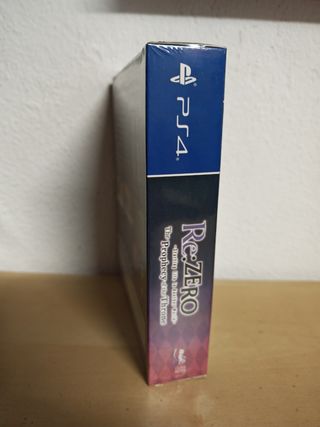 PS4
Re:ZERO
-Starting Life in Another World-
The Prophecy of the Throne